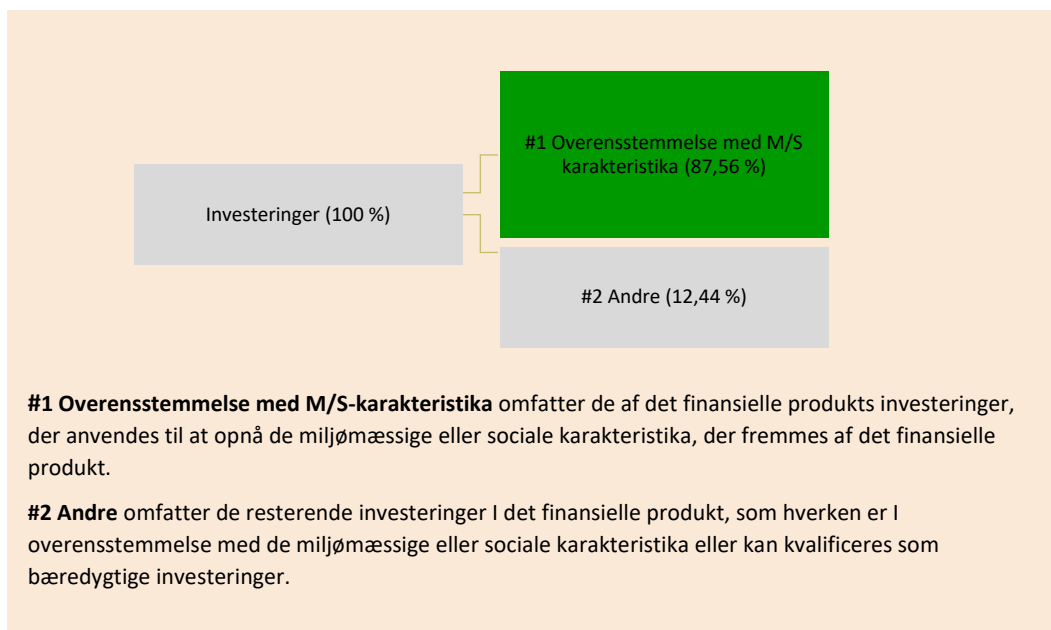 #1 Overensstemmelse med M/S
karakteristika (87,56 %)
Investeringer (100 %)
#2 Andre (12,44 %)
#1 Overensstemmelse med M/S-karakteristika omfatter de af det finansielle produkts investeringer,
der anvendes til at opnå de miljømæssige eller sociale karakteristika, der fremmes af det finansielle
produkt.
#2 Andre omfatter de resterende investeringer I det finansielle produkt, som hverken er I
overensstemmelse med de miljømæssige eller sociale karakteristika eller kan kvalificeres som
bæredygtige investeringer.